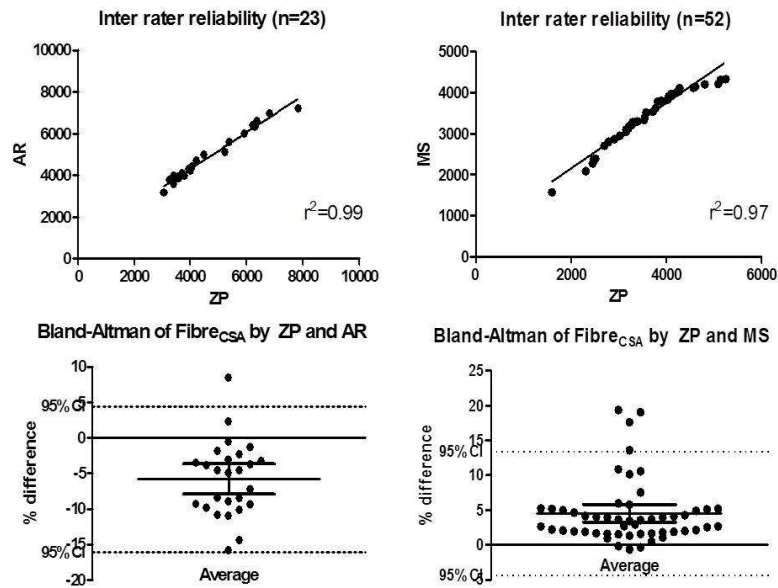 Inter rater reliability (n=23)
10000
8000
6000
4000
2000
0
AR
r²=0.99
0 2000 4000 6000 8000 10000
ZP
Inter rater reliability (n=52)
5000
4000
3000
2000
1000
0
MS
r²=0.97
0 2000 4000 6000
ZP
Bland-Altman of FibreCSA by ZP and AR
10
5
0
-5
-10
-15
-20
% difference
95% CI
95% CI
Average
Bland-Altman of FibreCSA by ZP and MS
25
20
15
10
5
0
5
% difference
95% CI
95% CI
Average